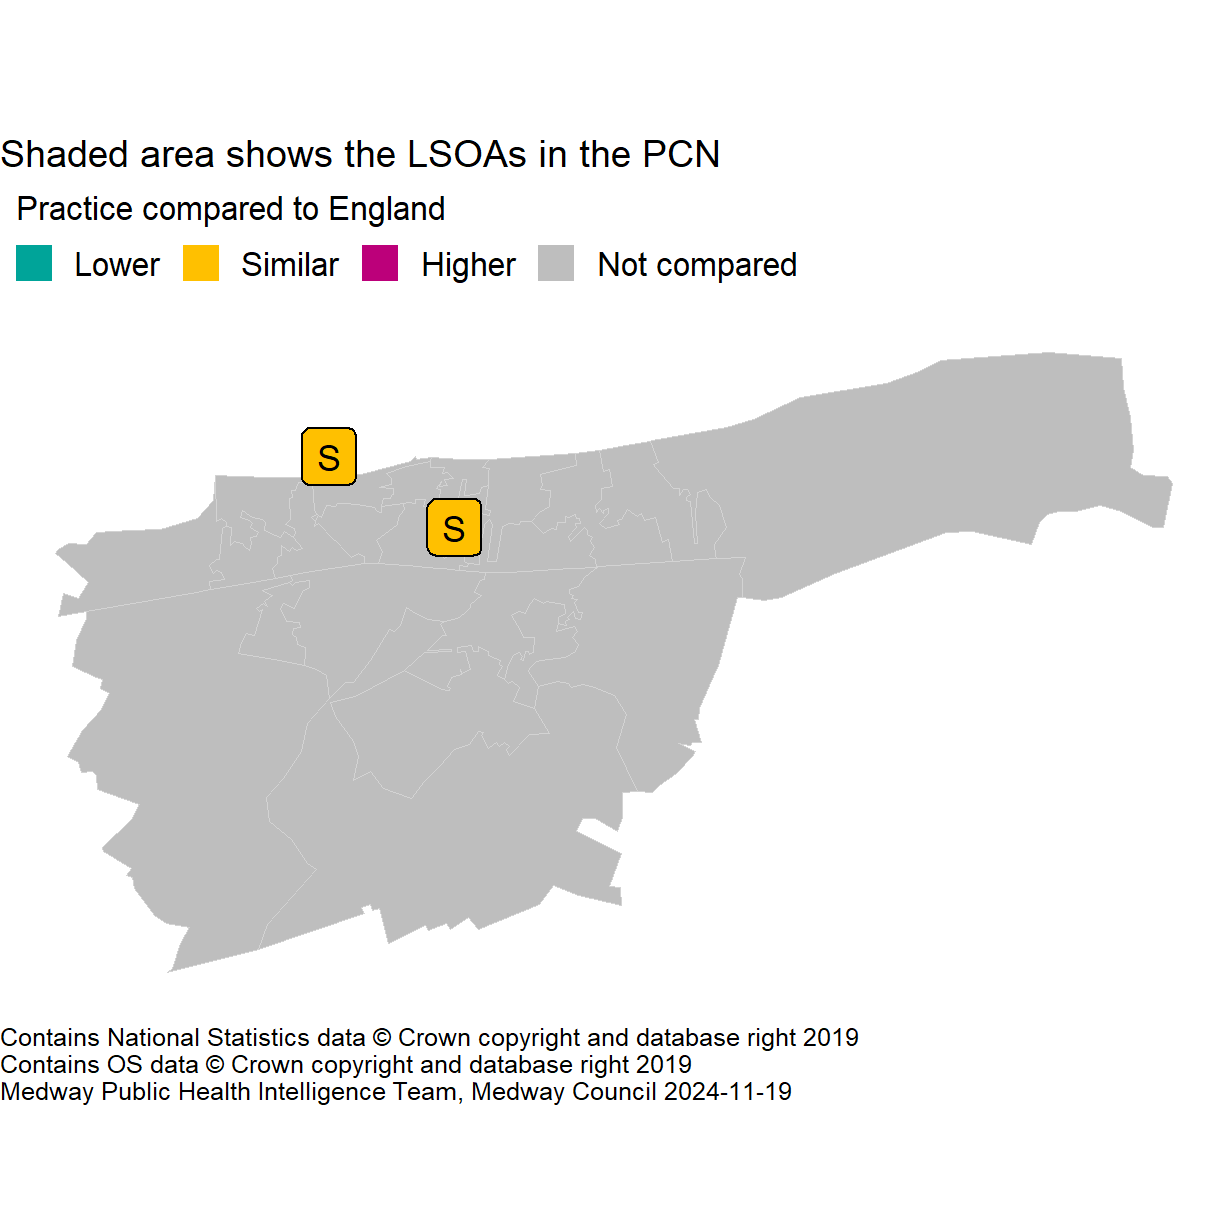 Shaded area shows the LSOAs in the PCN
Practice compared to England
Lower Similar Higher Not compared
S
S
Contains National Statistics data © Crown copyright and database right 2019
Contains OS data © Crown copyright and database right 2019
Medway Public Health Intelligence Team, Medway Council 2024-11-19